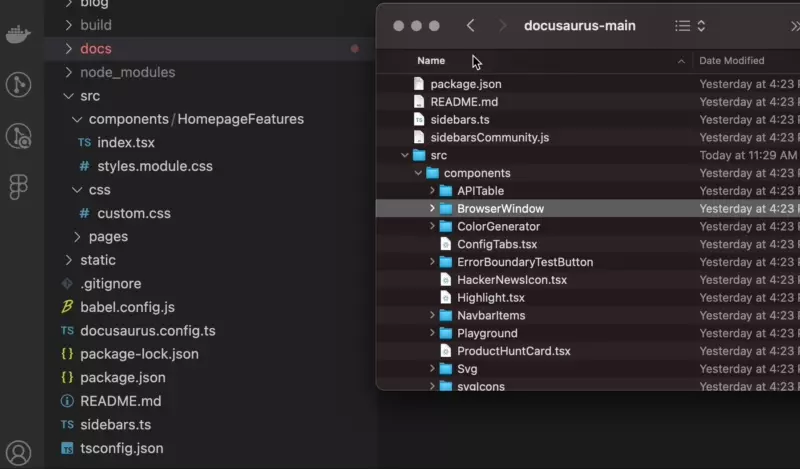 blog
build
docs
node_modules
src
components/HomepageFeatures
TS index.tsx
# styles.module.css
css
# custom.css
pages
static
.gitignore
babel.config.js
TS docusaurus.config.ts
{} package-lock.json
{} package.json
README.md
TS sidebars.ts
TS tsconfig.json
docusaurus-main
Name Date Modified
package.json Yesterday at 4:23 P
README.md Yesterday at 4:23 P
sidebars.ts Yesterday at 4:23 P
sidebarsCommunity.js Yesterday at 4:23 P
src Today at 11:29 AM
components Yesterday at 4:23 P
APITable Yesterday at 4:23 P
BrowserWindow Yesterday at 4:23 P
ColorGenerator Yesterday at 4:23 P
ConfigTabs.tsx Yesterday at 4:23 P
ErrorBoundaryTestButton Yesterday at 4:23 P
HackerNewsIcon.tsx Yesterday at 4:23 P
Highlight.tsx Yesterday at 4:23 P
NavbarItems Yesterday at 4:23 P
Playground Yesterday at 4:23 P
ProductHuntCard.tsx Yesterday at 4:23 P
Svg Yesterday at 4:23 P
svgIcons Yesterday at 4:23 P